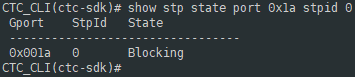 CTC_CLI(ctc-sdk)# show stp state port 0x1a stpid 0
Gport    StpId   State
---------------------------------
0x001a   0       Blocking
CTC_CLI(ctc-sdk)#